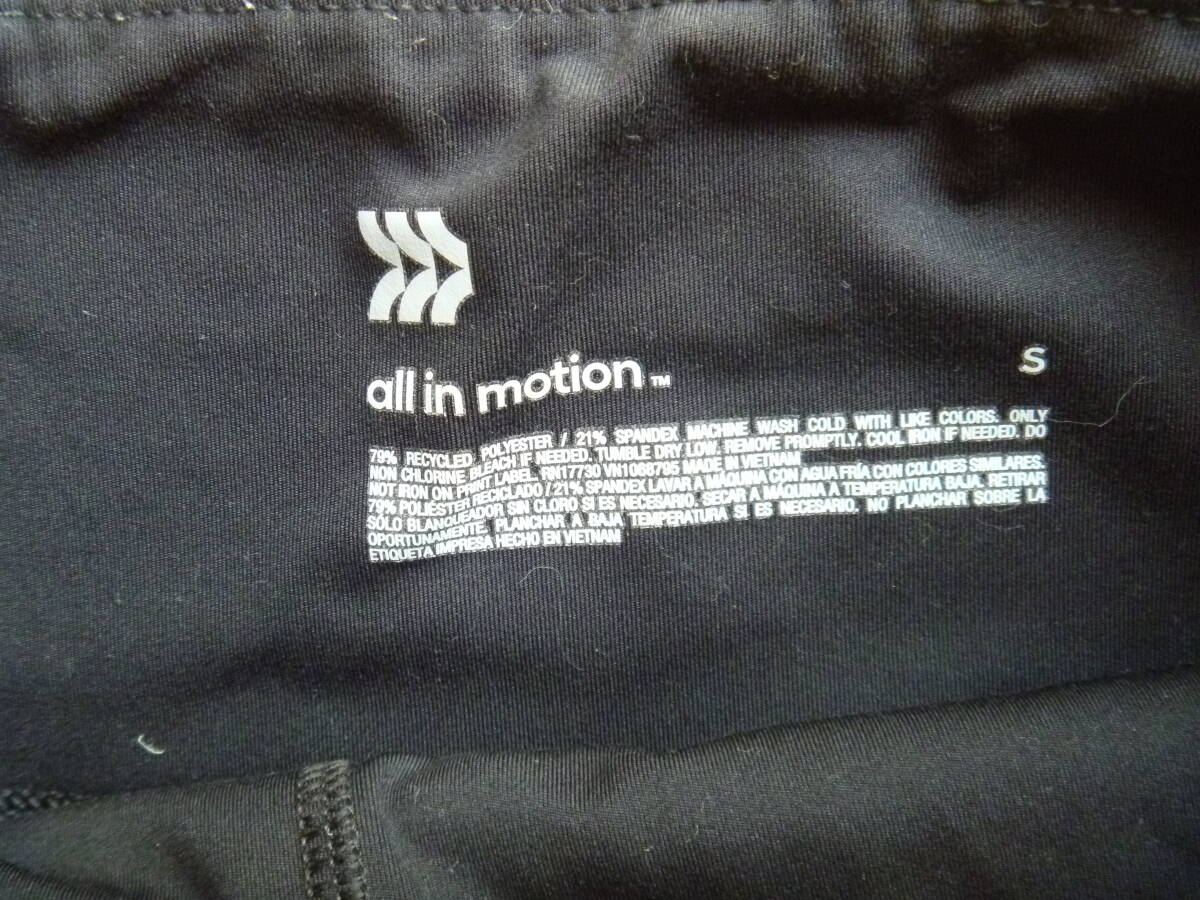 all in motion™
S
79% RECYCLED POLYESTER / 21% SPANDEX MACHINE WASH COLD WITH LIKE COLORS. ONLY
NON CHLORINE BLEACH IF NEEDED. TUMBLE DRY LOW. REMOVE PROMPTLY. COOL IRON IF NEEDED. DO
NOT IRON ON PRINT LABEL. RN17730 VN1068795 MADE IN VIETNAM
79% POLIÉSTER RECICLADO / 21% SPANDEX LAVAR A MÁQUINA CON AGUA FRÍA CON COLORES SIMILARES.
SÓLO BLANQUEADOR SIN CLORO SI ES NECESARIO. SECAR A MÁQUINA A TEMPERATURA BAJA. RETIRAR
OPORTUNAMENTE. PLANCHAR A BAJA TEMPERATURA SI ES NECESARIO. NO PLANCHAR SOBRE LA
ETIQUETA IMPRESA HECHO EN VIETNAM